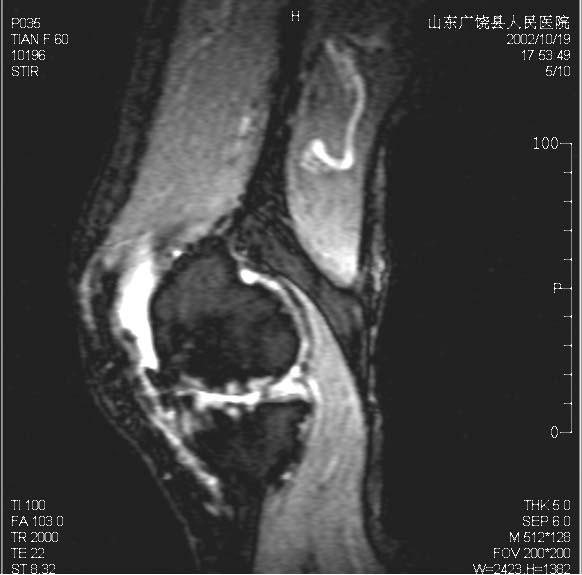 P035
TIAN F 60
10196
STIR
H
山东广饶县人民医院
2002/10/19
17 53 49
5/10
100
P
0
TI 100
FA 103.0
TR 2000
TE 22
ST 8.32
THK 5.0
SEP 6.0
M 512*128
FOV 200*200
W=2423.H=1382